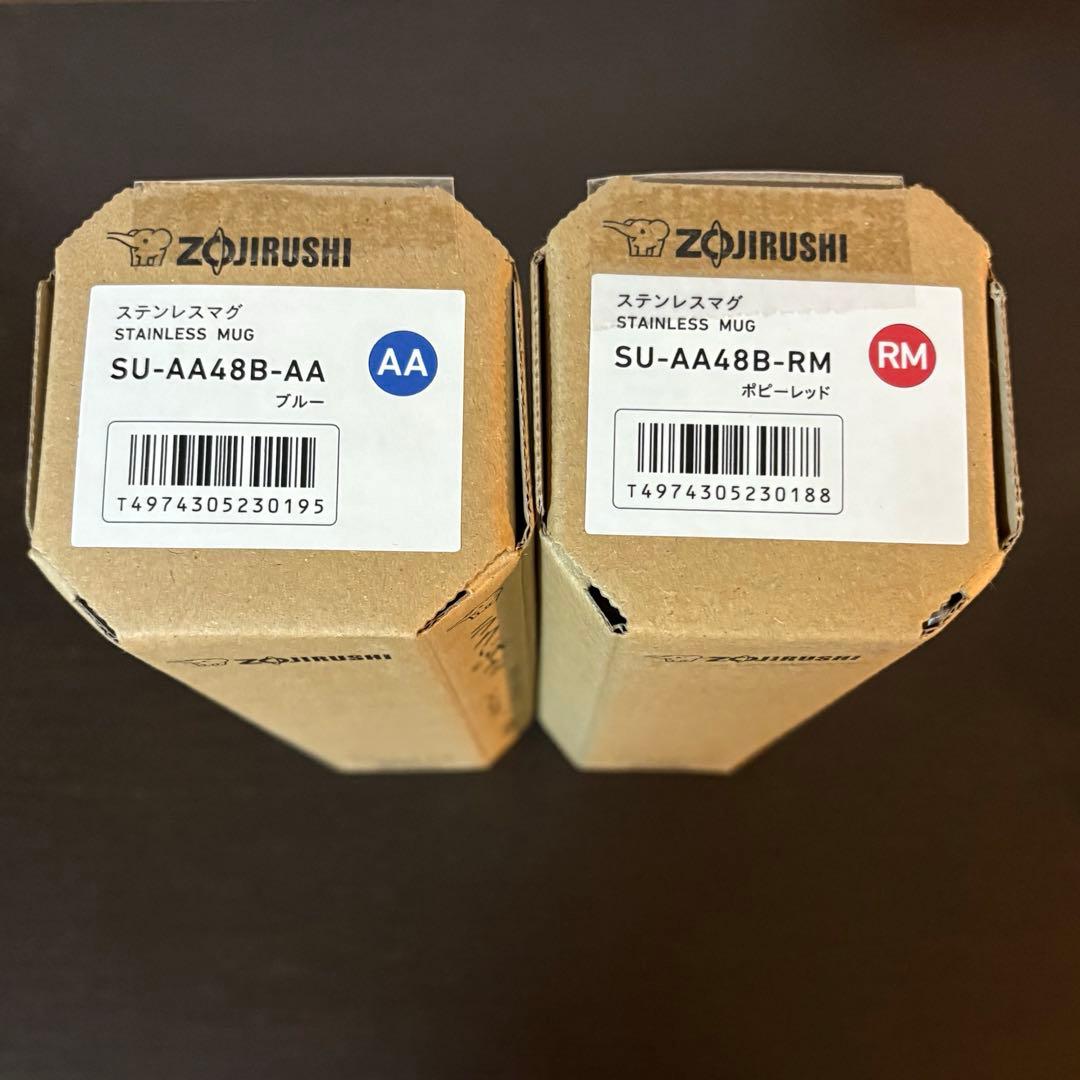 ZOJIRUSHI
ステンレスマグ
STAINLESS MUG
SU-AA48B-AA
AA
ブルー
T4974305230195
ZOJIRUSHI
ZOJIRUSHI
ステンレスマグ
STAINLESS MUG
SU-AA48B-RM
RM
ポピーレッド
T4974305230188
ZOJIRUSHI